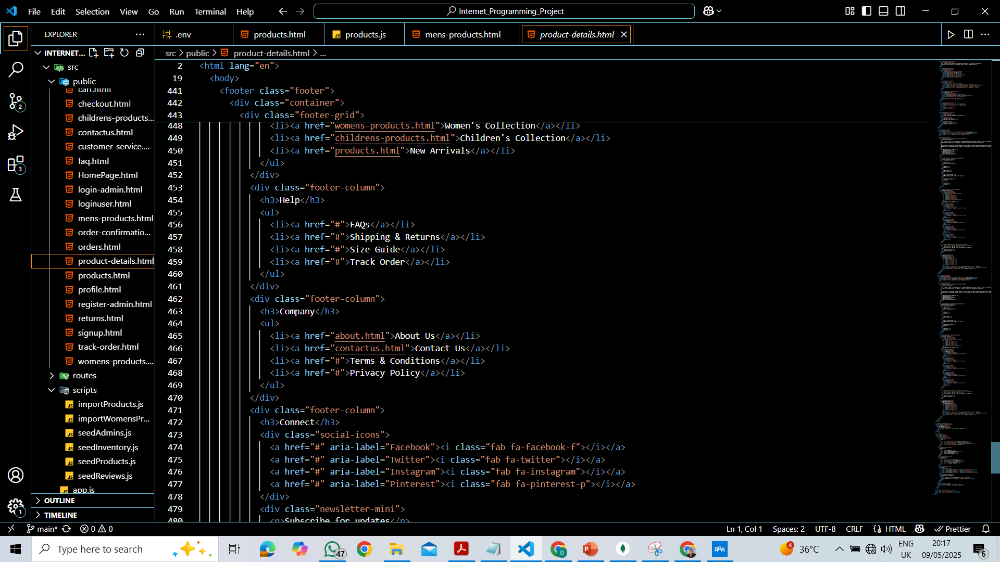 File Edit Selection View Go Run Terminal Help
Internet_Programming_Project
EXPLORER
.env
products.html
products.js
mens-products.html
product-details.html
INTERNET...
src > public > product-details.html > ...
src
public
cart.html
checkout.html
childrens-products...
contactus.html
customer-service....
faq.html
HomePage.html
login-admin.html
loginuser.html
mens-products.html
order-confirmatio...
orders.html
product-details.html
products.html
profile.html
register-admin.html
returns.html
signup.html
track-order.html
womens-products....
routes
scripts
importProducts.js
importWomensPr...
seedAdmins.js
seedInventory.js
seedProducts.js
seedReviews.js
app.js
OUTLINE
TIMELINE
2
3
1
2 <html lang="en">
19 <body>
441 <footer class="footer">
442 <div class="container">
443 <div class="footer-grid">
448 <li><a href="womens-products.html">Women's Collection</a></li>
449 <li><a href="childrens-products.html">Children's Collection</a></li>
450 <li><a href="products.html">New Arrivals</a></li>
451 </ul>
452 </div>
453 <div class="footer-column">
454 <h3>Help</h3>
455 <ul>
456 <li><a href="#">FAQs</a></li>
457 <li><a href="#">Shipping & Returns</a></li>
458 <li><a href="#">Size Guide</a></li>
459 <li><a href="#">Track Order</a></li>
460 </ul>
461 </div>
462 <div class="footer-column">
463 <h3>Company</h3>
464 <ul>
465 <li><a href="about.html">About Us</a></li>
466 <li><a href="contactus.html">Contact Us</a></li>
467 <li><a href="#">Terms & Conditions</a></li>
468 <li><a href="#">Privacy Policy</a></li>
469 </ul>
470 </div>
471 <div class="footer-column">
472 <h3>Connect</h3>
473 <div class="social-icons">
474 <a href="#" aria-label="Facebook"><i class="fab fa-facebook-f"></i></a>
475 <a href="#" aria-label="Twitter"><i class="fab fa-twitter"></i></a>
476 <a href="#" aria-label="Instagram"><i class="fab fa-instagram"></i></a>
477 <a href="#" aria-label="Pinterest"><i class="fab fa-pinterest-p"></i></a>
478 </div>
479 <div class="newsletter-mini">
480 <p>Subscribe for updates</p>
main* 0 0
Ln 1, Col 1 Spaces: 2 UTF-8 CRLF HTML Prettier
Type here to search
47
4
36°C
ENG
UK
20:17
09/05/2025
6